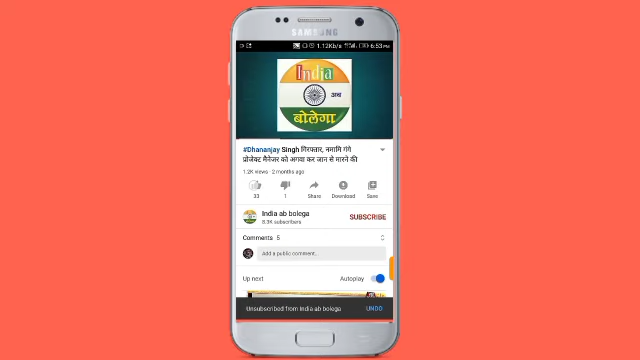 SAMSUNG
1.12Kb/s 6:53PM
India
अब
बोलेगा
#Dhananjay Singh गिरफ्तार, नमामि गंगे
प्रोजेक्ट मैनेजर को अगवा कर जान से मारने की
1.2K views · 2 months ago
33 1 Share Download Save
India ab bolega SUBSCRIBE
8.3K subscribers
Comments 5
Add a public comment...
Up next Autoplay
Unsubscribed from India ab bolega UNDO